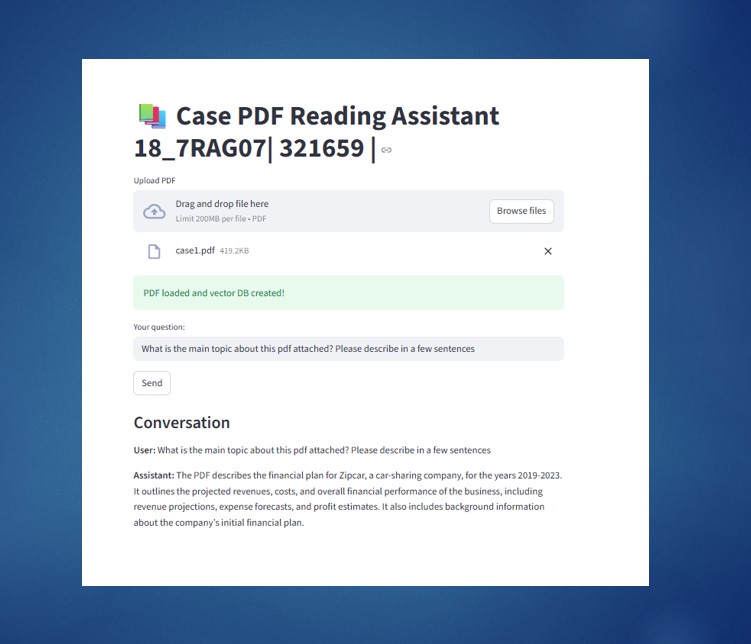 Case PDF Reading Assistant
18_7RAG07| 321659 |
Upload PDF
Drag and drop file here
Limit 200MB per file • PDF
Browse files
case1.pdf 419.2KB
PDF loaded and vector DB created!
Your question:
What is the main topic about this pdf attached? Please describe in a few sentences
Send
Conversation
User: What is the main topic about this pdf attached? Please describe in a few sentences
Assistant: The PDF describes the financial plan for Zipcar, a car-sharing company, for the years 2019-2023.
It outlines the projected revenues, costs, and overall financial performance of the business, including
revenue projections, expense forecasts, and profit estimates. It also includes background information
about the company's initial financial plan.